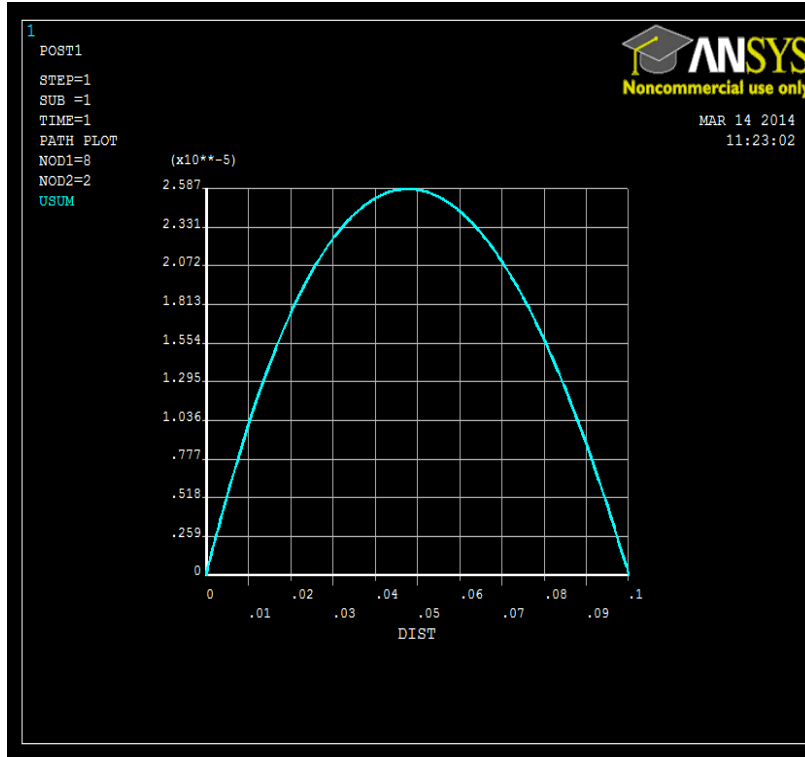 1
POST1
STEP=1
SUB =1
TIME=1
PATH PLOT
NOD1=8
NOD2=2
USUM
ANSYS
Noncommercial use only
MAR 14 2014
11:23:02
(x10**-5)
2.587
2.331
2.072
1.813
1.554
1.295
1.036
.777
.518
.259
0
0 .02 .04 .06 .08 .1
.01 .03 .05 .07 .09
DIST